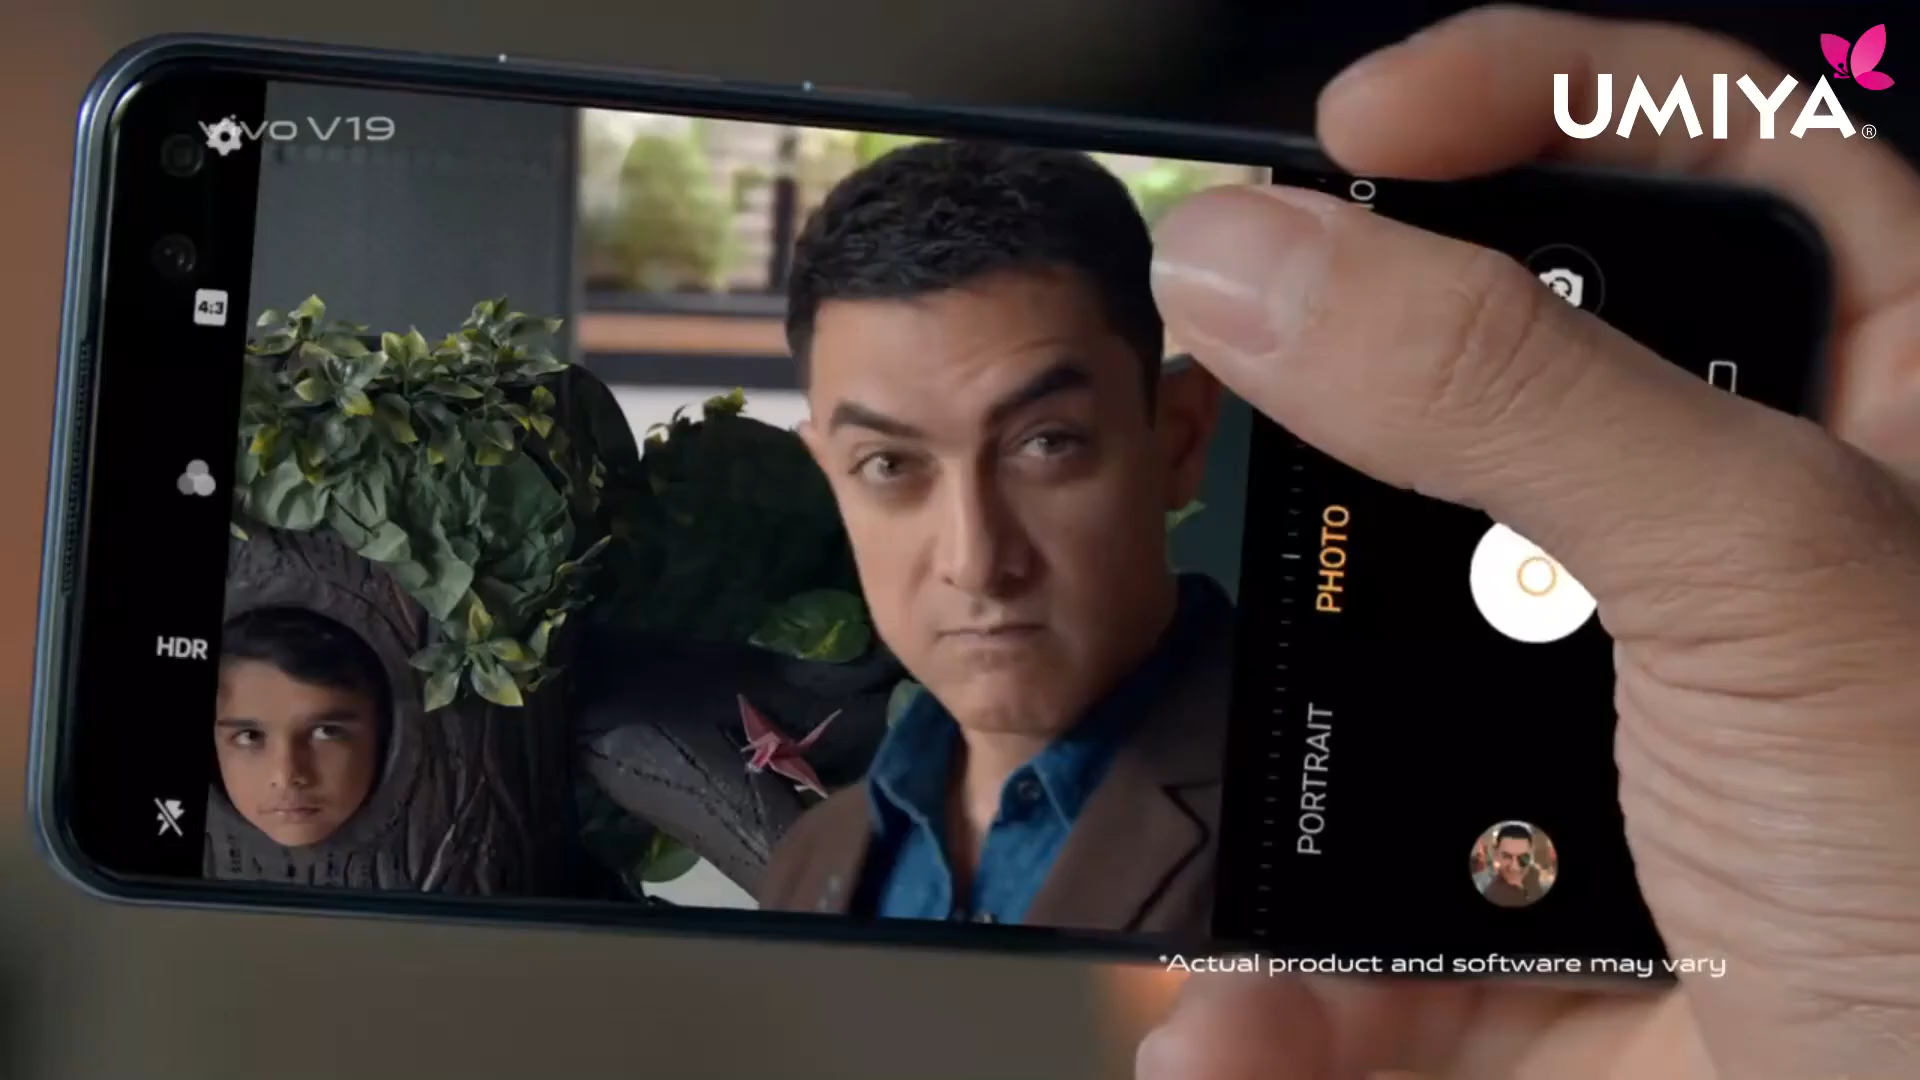 vivo V19
UMIYA®
4:3
HDR
PHOTO
PORTRAIT
*Actual product and software may vary